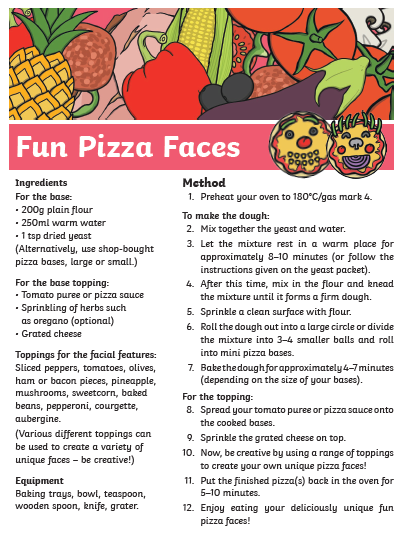 Fun Pizza Faces
Ingredients
For the base:
• 200g plain flour
• 250ml warm water
• 1 tsp dried yeast
(Alternatively, use shop-bought
pizza bases, large or small.)
For the base topping:
• Tomato puree or pizza sauce
• Sprinkling of herbs such
as oregano (optional)
• Grated cheese
Toppings for the facial features:
Sliced peppers, tomatoes, olives,
ham or bacon pieces, pineapple,
mushrooms, sweetcorn, baked
beans, pepperoni, courgette,
aubergine.
(Various different toppings can
be used to create a variety of
unique faces – be creative!)
Equipment
Baking trays, bowl, teaspoon,
wooden spoon, knife, grater.
Method
1. Preheat your oven to 180°C/gas mark 4.
To make the dough:
2. Mix together the yeast and water.
3. Let the mixture rest in a warm place for
approximately 8–10 minutes (or follow the
instructions given on the yeast packet).
4. After this time, mix in the flour and knead
the mixture until it forms a firm dough.
5. Sprinkle a clean surface with flour.
6. Roll the dough out into a large circle or divide
the mixture into 3–4 smaller balls and roll
into mini pizza bases.
7. Bake the dough for approximately 4–7 minutes
(depending on the size of your bases).
For the topping:
8. Spread your tomato puree or pizza sauce onto
the cooked bases.
9. Sprinkle the grated cheese on top.
10. Now, be creative by using a range of toppings
to create your own unique pizza faces!
11. Put the finished pizza(s) back in the oven for
5–10 minutes.
12. Enjoy eating your deliciously unique fun
pizza faces!